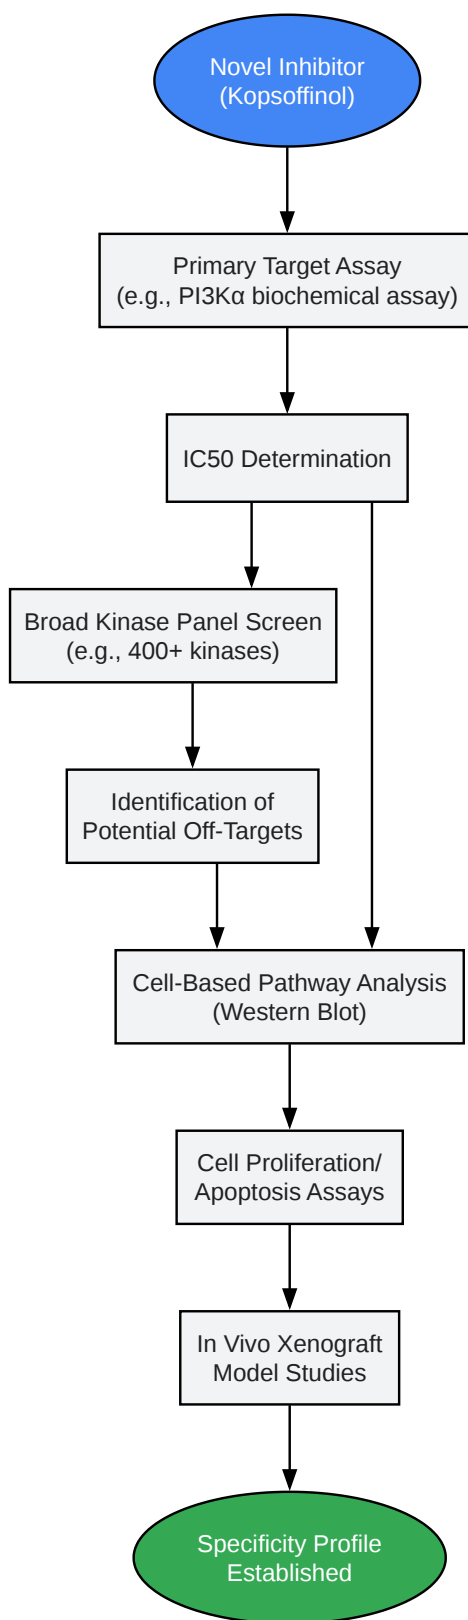 Novel Inhibitor
(Kopsoffinol)
Primary Target Assay
(e.g., PI3Kα biochemical assay)
IC50 Determination
Broad Kinase Panel Screen
(e.g., 400+ kinases)
Identification of
Potential Off-Targets
Cell-Based Pathway Analysis
(Western Blot)
Cell Proliferation/
Apoptosis Assays
In Vivo Xenograft
Model Studies
Specificity Profile
Established